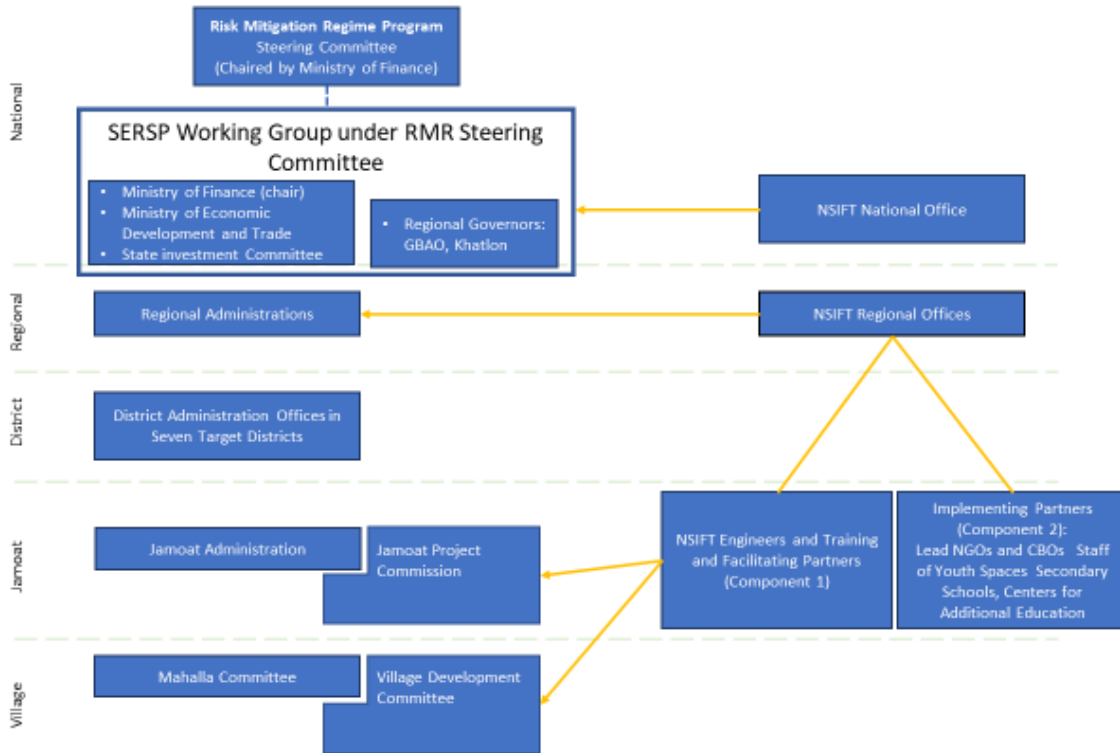 Risk Mitigation Regime Program
Steering Committee
(Chaired by Ministry of Finance)
National
SERSP Working Group under RMR Steering
Committee
• Ministry of Finance (chair)
• Ministry of Economic
Development and Trade
• State investment Committee
• Regional Governors:
GBAO, Khatlon
NSIFT National Office
Regional
Regional Administrations
NSIFT Regional Offices
District
District Administration Offices in
Seven Target Districts
Jamoat
Jamoat Administration
Jamoat Project
Commission
NSIFT Engineers and Training
and Facilitating Partners
(Component 1)
Implementing Partners
(Component 2):
Lead NGOs and CBOs Staff
of Youth Spaces Secondary
Schools, Centers for
Additional Education
Village
Mahalla Committee
Village Development
Committee